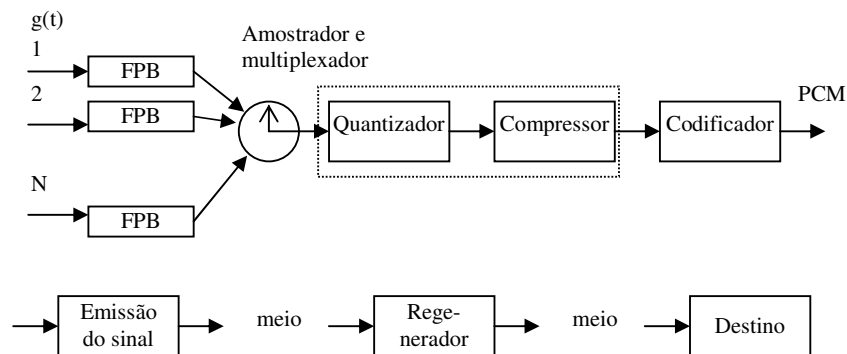 g(t)
1
FPB
2
FPB
N
FPB
Amostrador e
multiplexador
Quantizador
Compressor
Codificador
PCM
Emissão
do sinal
meio
Rege-
nerador
meio
Destino